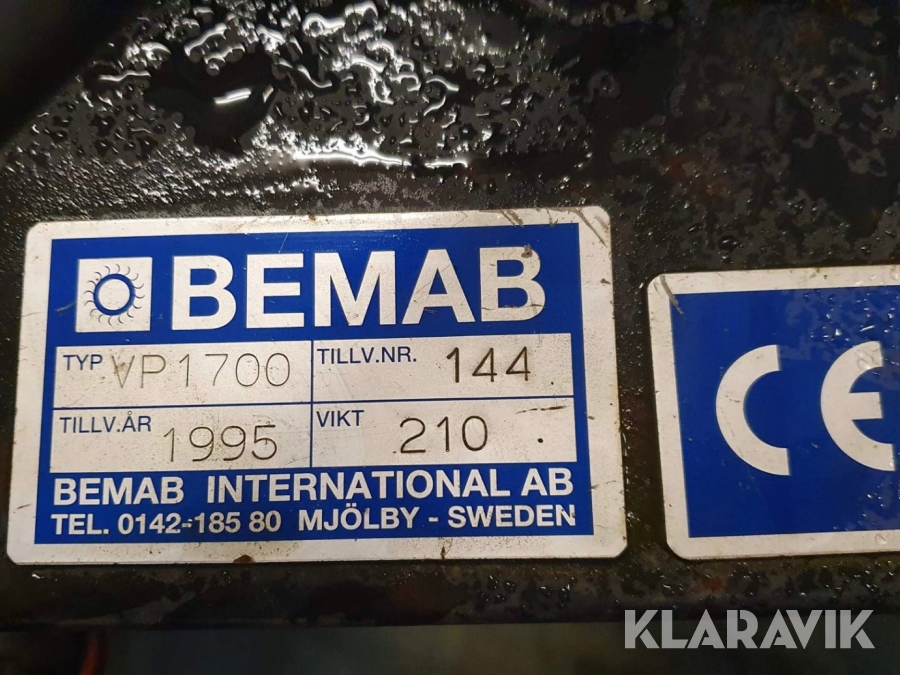 BEMAB
TYP VP1700 TILLV.NR. 144
TILLV.ÅR 1995 VIKT 210
BEMAB INTERNATIONAL AB
TEL. 0142-185 80 MJÖLBY - SWEDEN
CE
KLARAVIK